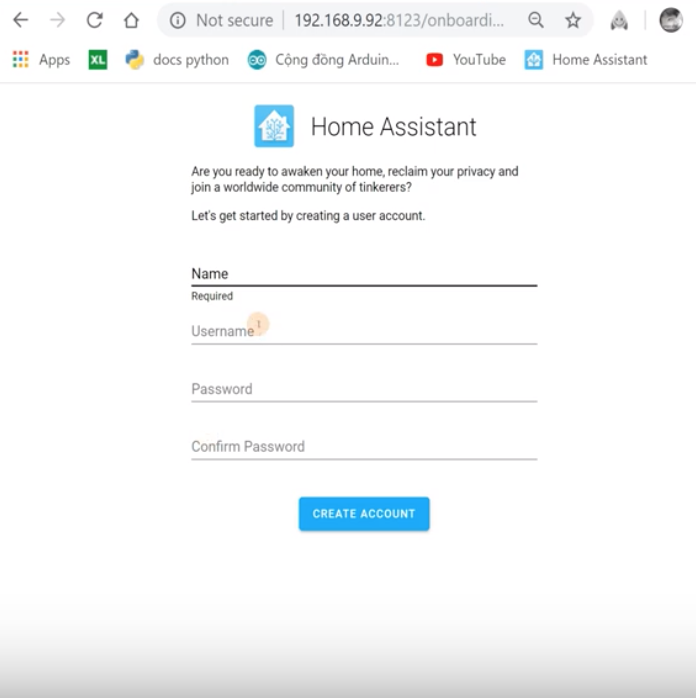 Not secure 192.168.9.92:8123/onboardi...
Apps XL docs python Cộng đồng Arduin... YouTube Home Assistant
Home Assistant
Are you ready to awaken your home, reclaim your privacy and
join a worldwide community of tinkerers?
Let's get started by creating a user account.
Name
Required
Username
Password
Confirm Password
CREATE ACCOUNT